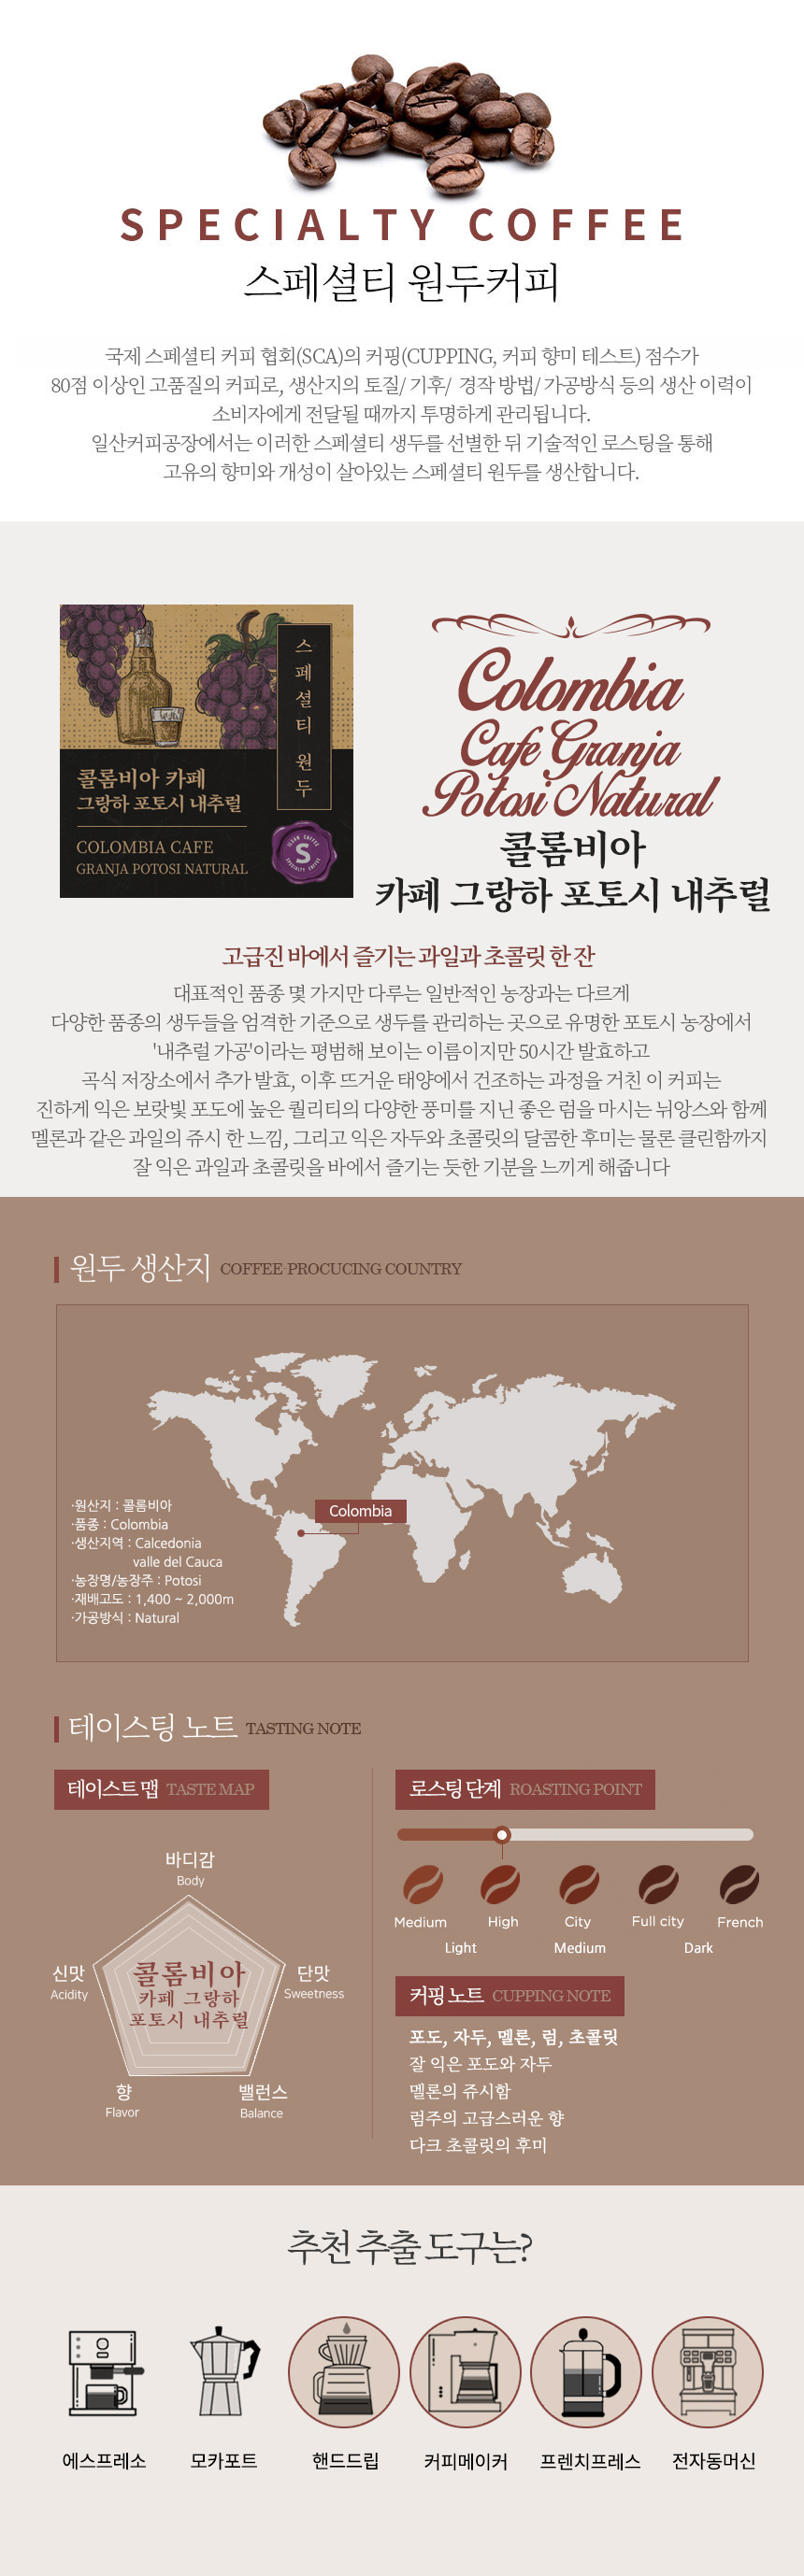 SPECIALTY COFFEE
스페셜티 원두커피
국제 스페셜티 커피 협회(SCA)의 커핑(CUPPING, 커피 향미 테스트) 점수가
80점 이상인 고품질의 커피로, 생산지의 토질/ 기후/ 경작 방법/ 가공방식 등의 생산 이력이
소비자에게 전달될 때까지 투명하게 관리됩니다.
일산커피공장에서는 이러한 스페셜티 생두를 선별한 뒤 기술적인 로스팅을 통해
고유의 향미와 개성이 살아있는 스페셜티 원두를 생산합니다.
스페셜티 원두
콜롬비아 카페
그랑하 포토시 내추럴
COLOMBIA CAFE
GRANJA POTOSI NATURAL
ILSAN COFFEE
S
SPECIALTY COFFEE
Colombia
Cafe Granja
Potosi Natural
콜롬비아
카페 그랑하 포토시 내추럴
고급진 바에서 즐기는 과일과 초콜릿 한 잔
대표적인 품종 몇 가지만 다루는 일반적인 농장과는 다르게
다양한 품종의 생두들을 엄격한 기준으로 생두를 관리하는 곳으로 유명한 포토시 농장에서
'내추럴 가공'이라는 평범해 보이는 이름이지만 50시간 발효하고
곡식 저장소에서 추가 발효, 이후 뜨거운 태양에서 건조하는 과정을 거친 이 커피는
진하게 익은 보랏빛 포도에 높은 퀄리티의 다양한 풍미를 지닌 좋은 럼을 마시는 뉘앙스와 함께
멜론과 같은 과일의 쥬시 한 느낌, 그리고 익은 자두와 초콜릿의 달콤한 후미는 물론 클린함까지
잘 익은 과일과 초콜릿을 바에서 즐기는 듯한 기분을 느끼게 해줍니다
원두 생산지 COFFEE-PROCUCING COUNTRY
Colombia
·원산지 : 콜롬비아
·품종 : Colombia
·생산지역 : Calcedonia
valle del Cauca
·농장명/농장주 : Potosi
·재배고도 : 1,400 ~ 2,000m
·가공방식 : Natural
테이스팅 노트 TASTING NOTE
테이스트 맵 TASTE MAP
바디감
Body
신맛
Acidity
단맛
Sweetness
콜롬비아
카페 그랑하
포토시 내추럴
향
Flavor
밸런스
Balance
로스팅 단계 ROASTING POINT
Medium High City Full city French
Light Medium Dark
커핑 노트 CUPPING NOTE
포도, 자두, 멜론, 럼, 초콜릿
잘 익은 포도와 자두
멜론의 쥬시함
럼주의 고급스러운 향
다크 초콜릿의 후미
추천 추출 도구는?
에스프레소 모카포트 핸드드립 커피메이커 프렌치프레스 전자동머신